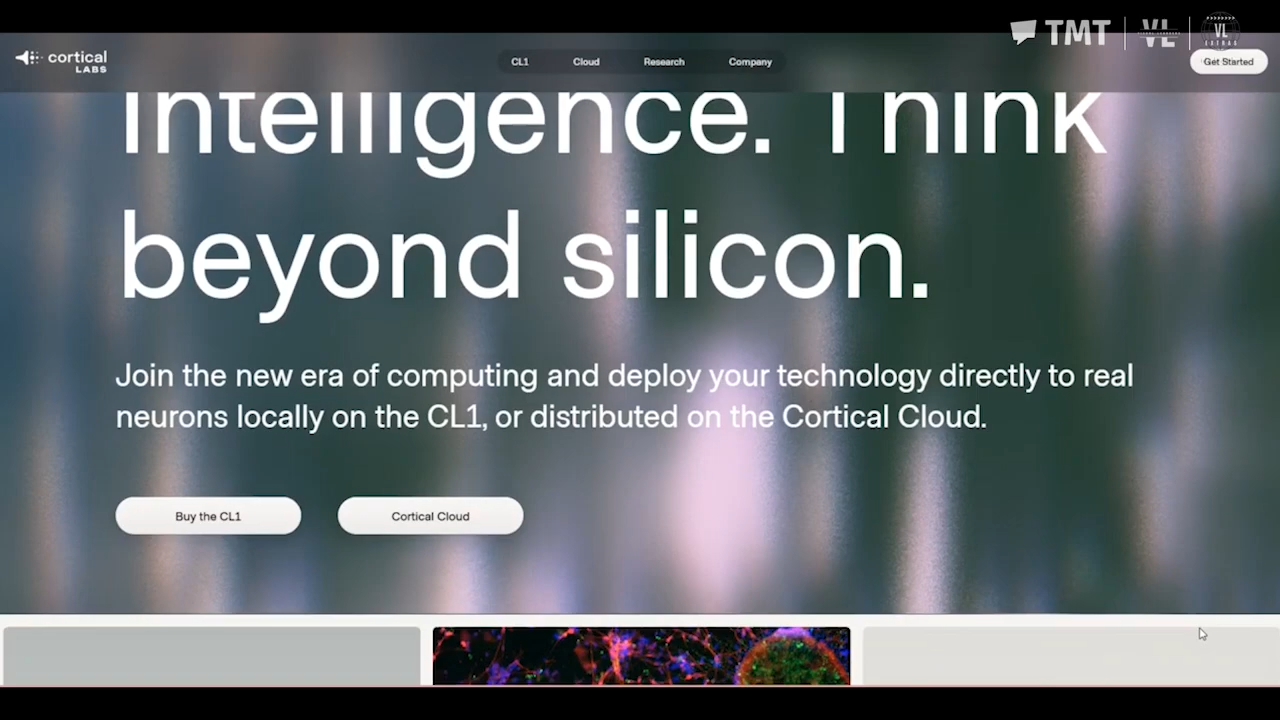 TMT
VL
VL
EXTRAS
cortical
LABS
CL1
Cloud
Research
Company
Get Started
Intelligence. Think
beyond silicon.
Join the new era of computing and deploy your technology directly to real
neurons locally on the CL1, or distributed on the Cortical Cloud.
Buy the CL1
Cortical Cloud